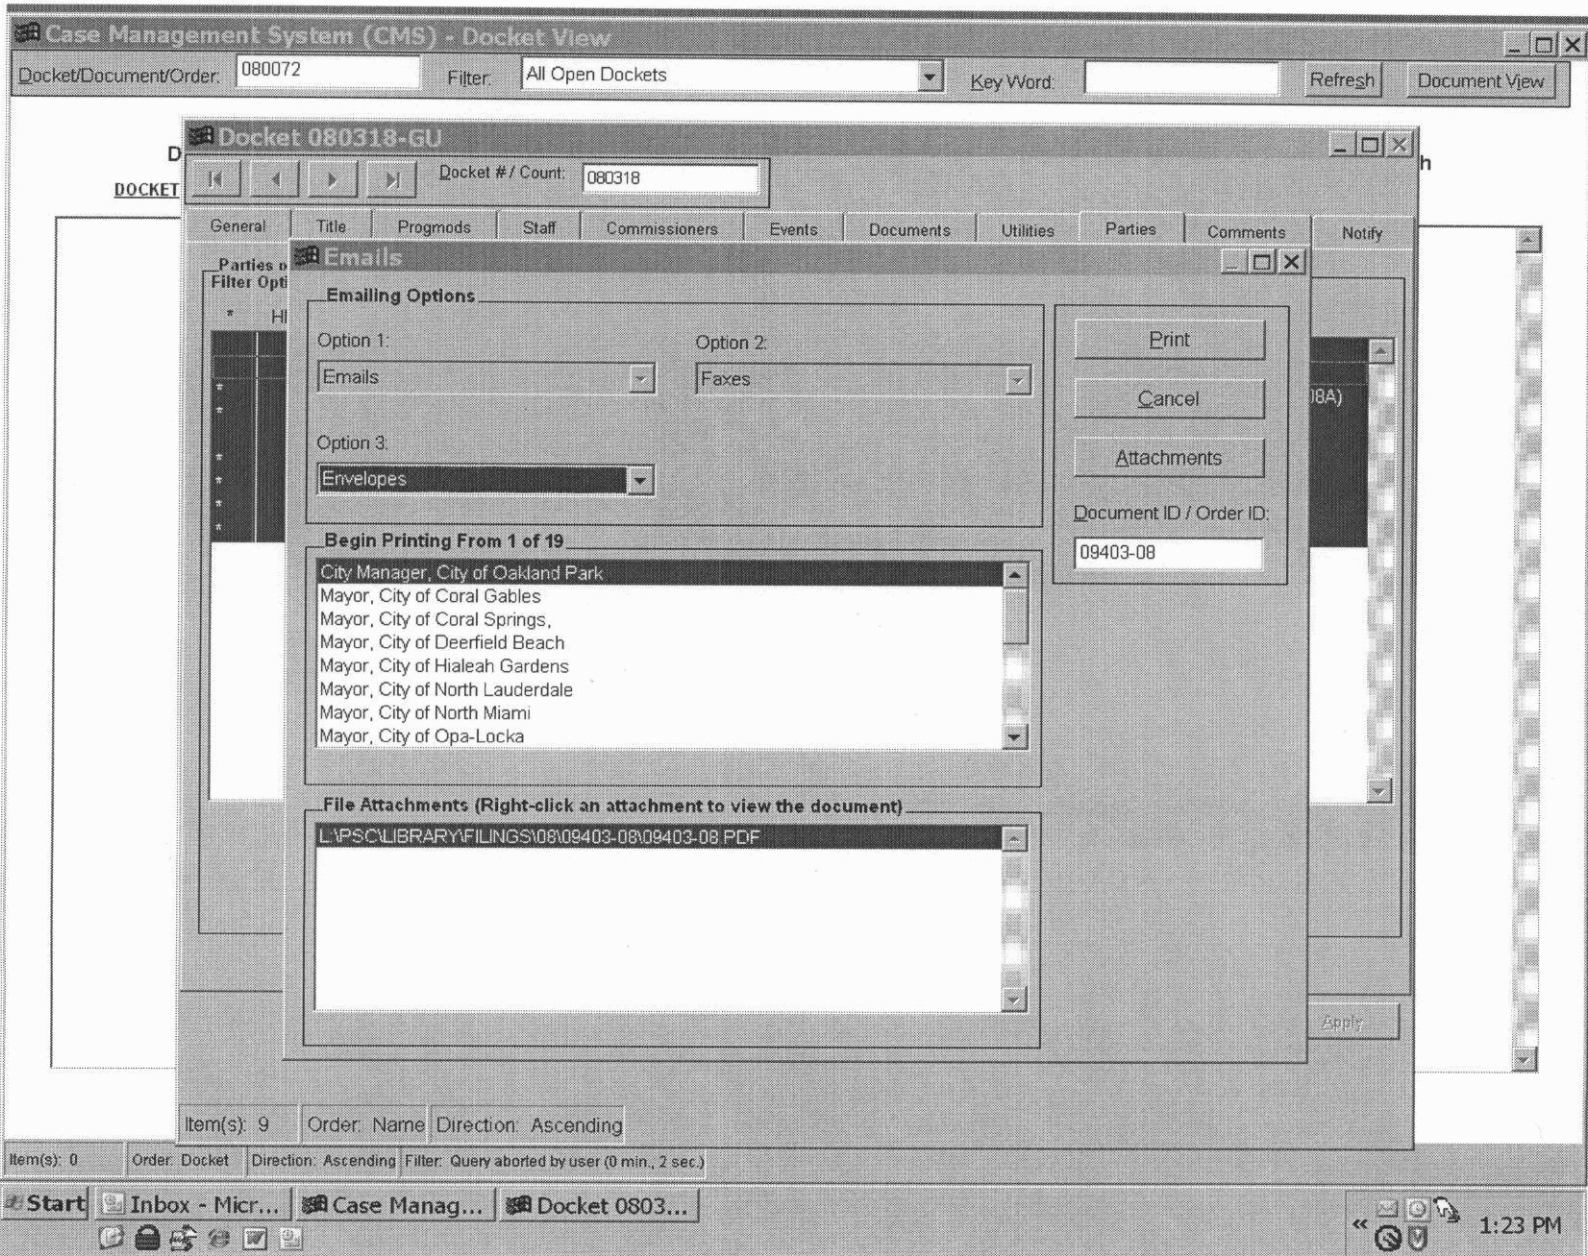 Case Management System (CMS) - Docket View
Docket/Document/Order: 080072 Filter: All Open Dockets Key Word: Refresh Document View
Docket 080318-GU
D h
Docket # / Count: 080318
DOCKET
General Title Progmods Staff Commissioners Events Documents Utilities Parties Comments Notify
Emails
Parties
Filter Opti
Emailing Options
* HI
Option 1: Option 2:
Print
Emails Faxes
* Cancel 08A)
*
Option 3:
* Attachments
* Envelopes
*
Document ID / Order ID:
*
Begin Printing From 1 of 19
09403-08
City Manager, City of Oakland Park
Mayor, City of Coral Gables
Mayor, City of Coral Springs,
Mayor, City of Deerfield Beach
Mayor, City of Hialeah Gardens
Mayor, City of North Lauderdale
Mayor, City of North Miami
Mayor, City of Opa-Locka
File Attachments (Right-click an attachment to view the document)
L:\PSC\LIBRARY\FILINGS\08\09403-08\09403-08.PDF
Apply
Item(s): 9 Order: Name Direction: Ascending
Item(s): 0 Order: Docket Direction: Ascending Filter: Query aborted by user (0 min., 2 sec.)
Start Inbox - Micr... Case Manag... Docket 0803...
« 1:23 PM